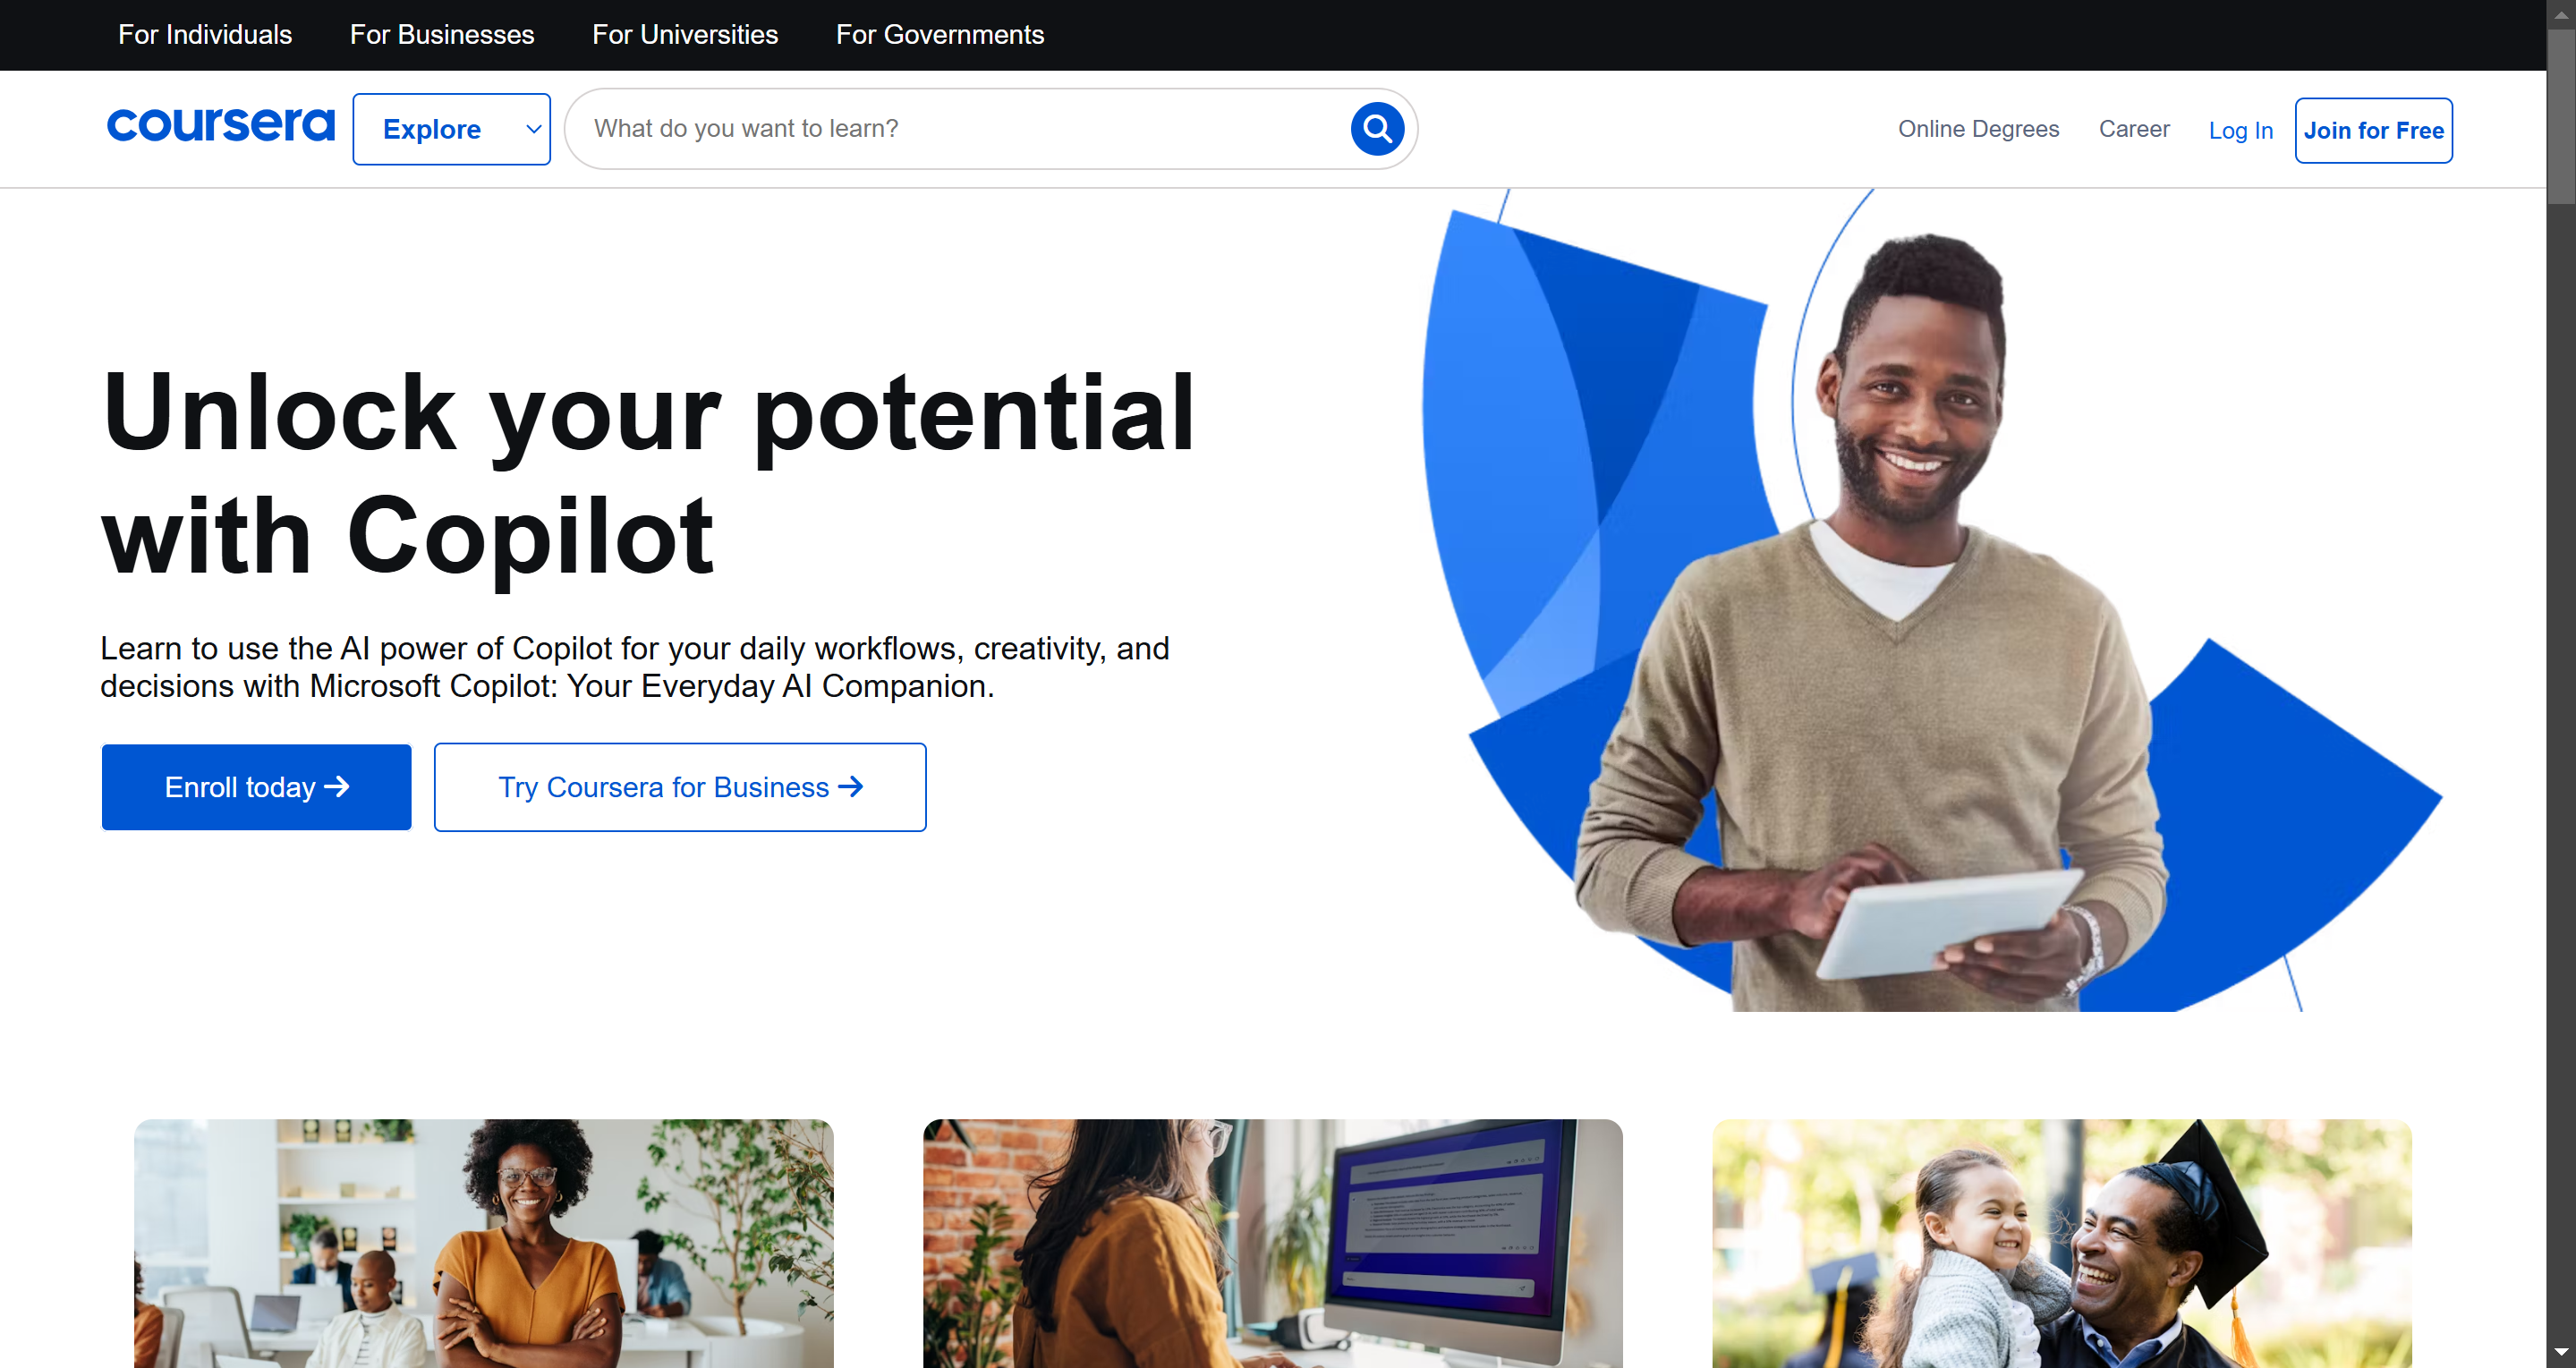 For Individuals For Businesses For Universities For Governments
coursera Explore What do you want to learn? Online Degrees Career Log In Join for Free
Unlock your potential
with Copilot
Learn to use the AI power of Copilot for your daily workflows, creativity, and
decisions with Microsoft Copilot: Your Everyday AI Companion.
Enroll today Try Coursera for Business